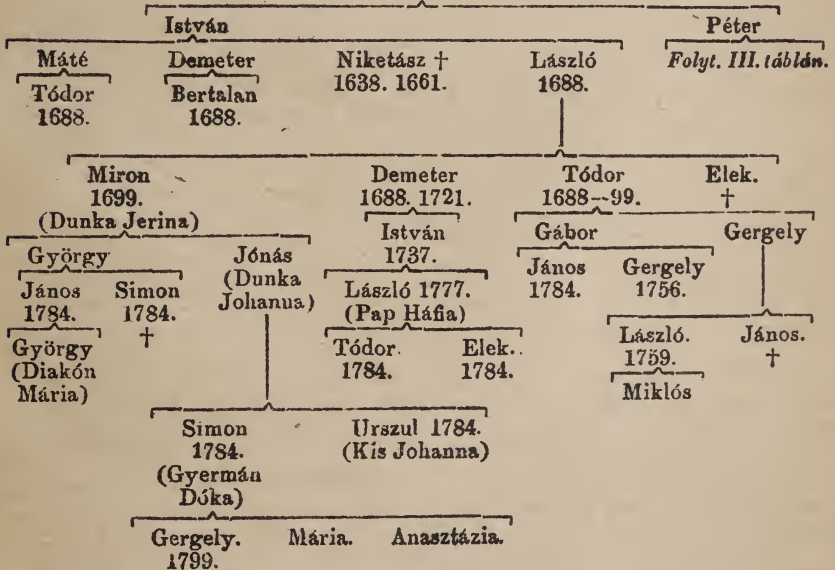 István Péter
Máté Demeter Niketász † László Folyt. III. táblán.
Tódor Bertalan 1638. 1661. 1688.
1688. 1688.
Miron Demeter Tódor Elek.
1699. 1688. 1721. 1688--99. †
(Dunka Jerina) István Gábor Gergely
György Jónás 1737. János Gergely
János Simon (Dunka László 1777. 1784. 1756.
1784. 1784. Johanua) (Pap Háfia) László. János.
György † Tódor. Elek.. 1759. †
(Diakón 1784. 1784. Miklós
Mária)
Simon Urszul 1784.
1784. (Kis Johanna)
(Gyermán
Dóka)
Gergely. Mária. Anasztázia.
1799.